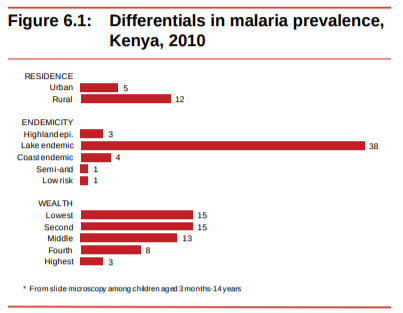 Figure 6.1: Differentials in malaria prevalence,
Kenya, 2010
RESIDENCE
Urban 5
Rural 12
ENDEMICITY
Highland epi. 3
Lake endemic 38
Coast endemic 4
Semi-arid 1
Low risk 1
WEALTH
Lowest 15
Second 15
Middle 13
Fourth 8
Highest 3
* From slide microscopy among children aged 3 months-14 years